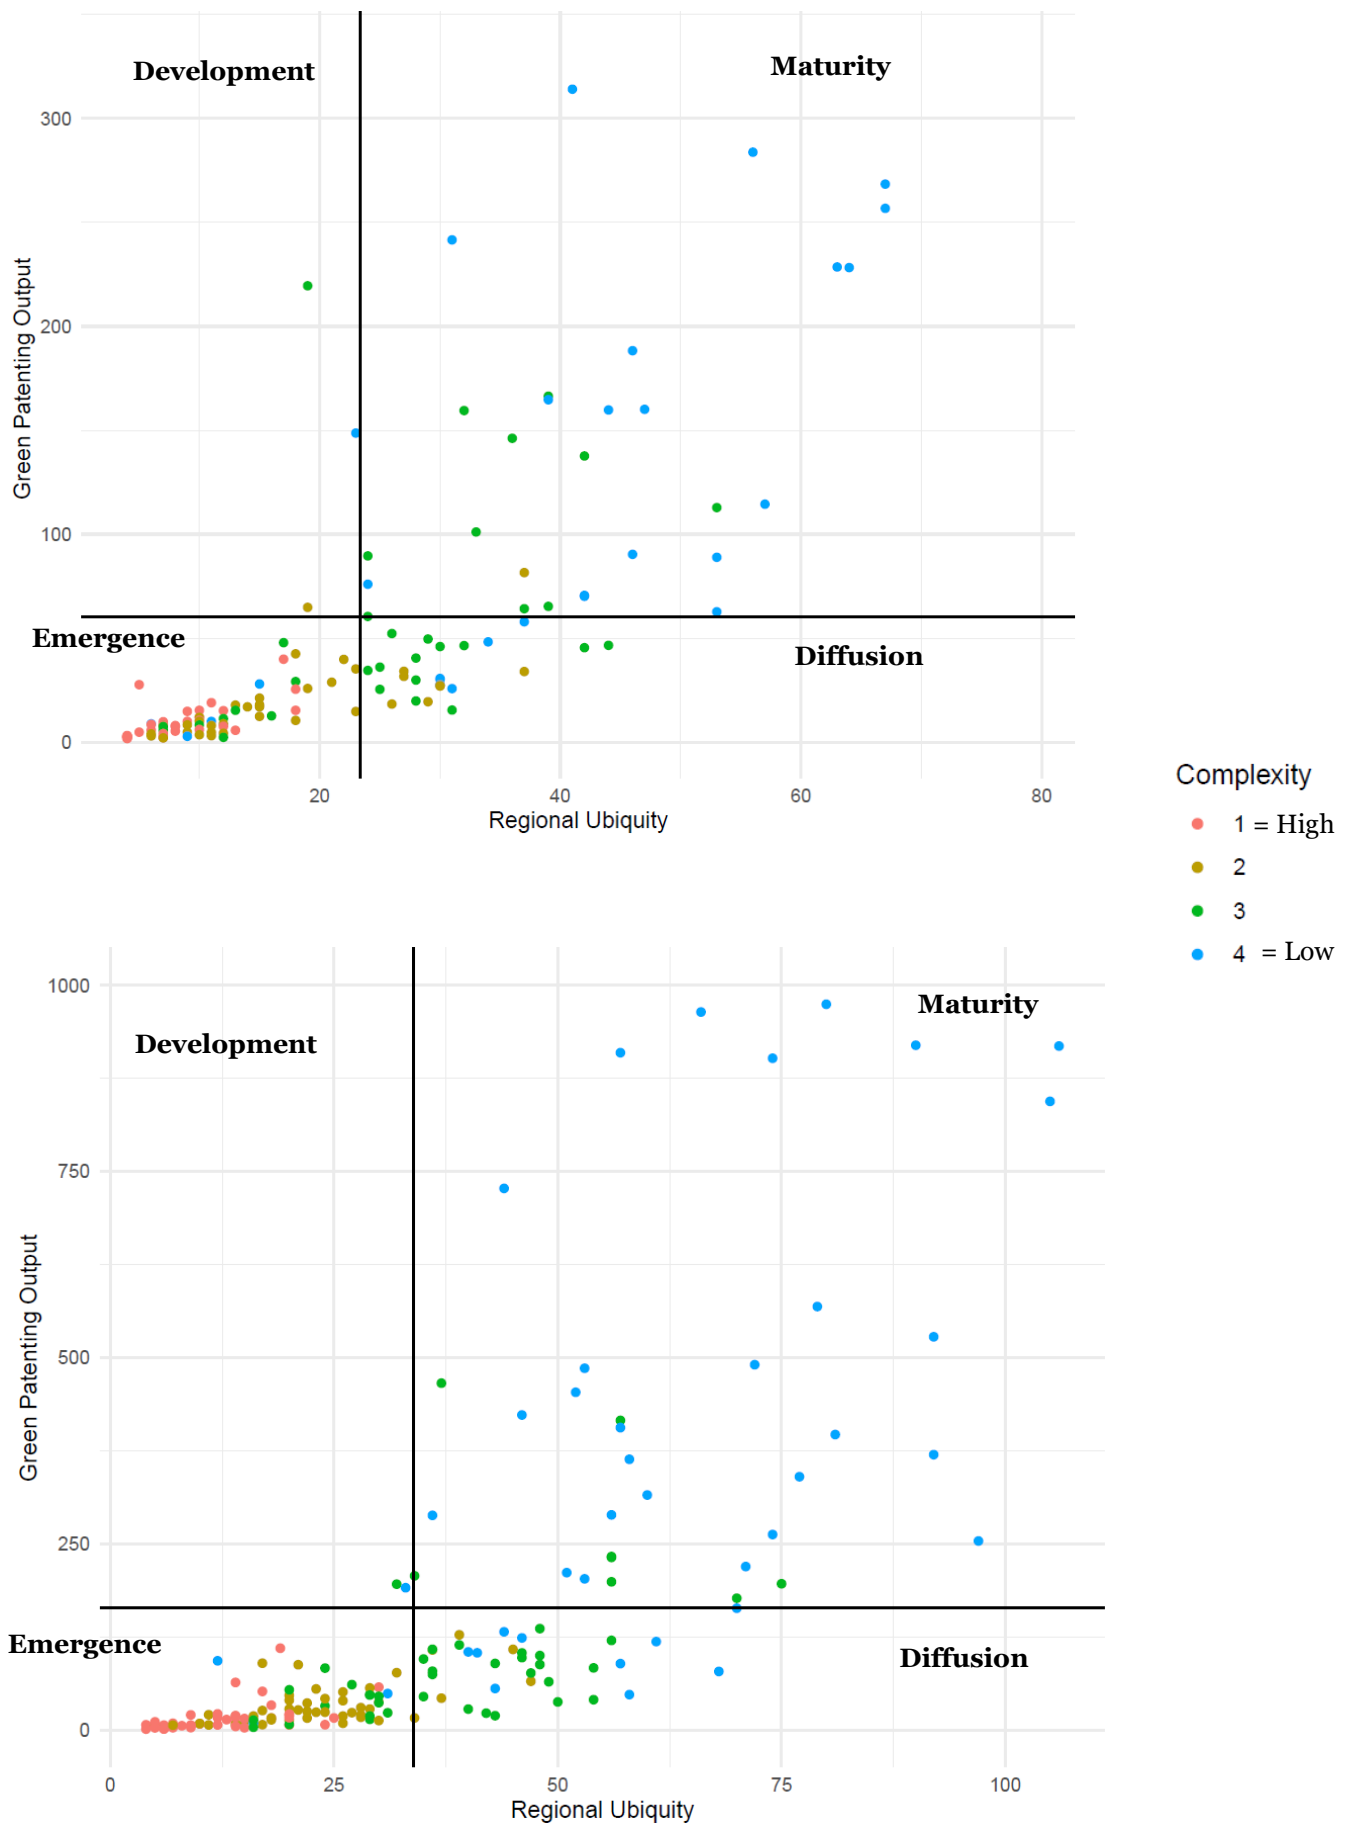 Development
Maturity
300
200
100
0
Green Patenting Output
Emergence
Diffusion
20
40
60
80
Regional Ubiquity
Complexity
1 = High
2
3
4 = Low
1000
750
500
250
0
Green Patenting Output
Development
Maturity
Emergence
Diffusion
0
25
50
75
100
Regional Ubiquity